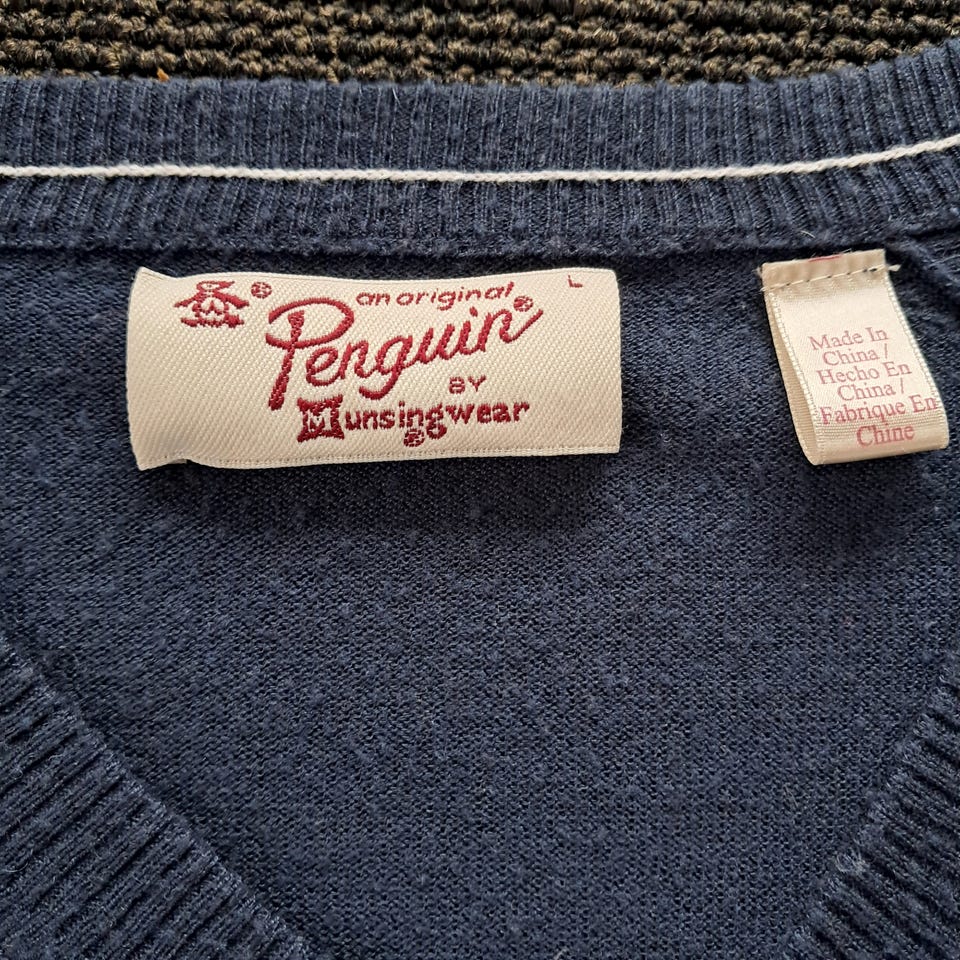 an original
Penguin®
BY
Munsingwear®
L
Made In
China /
Hecho En
China /
Fabrique En
Chine